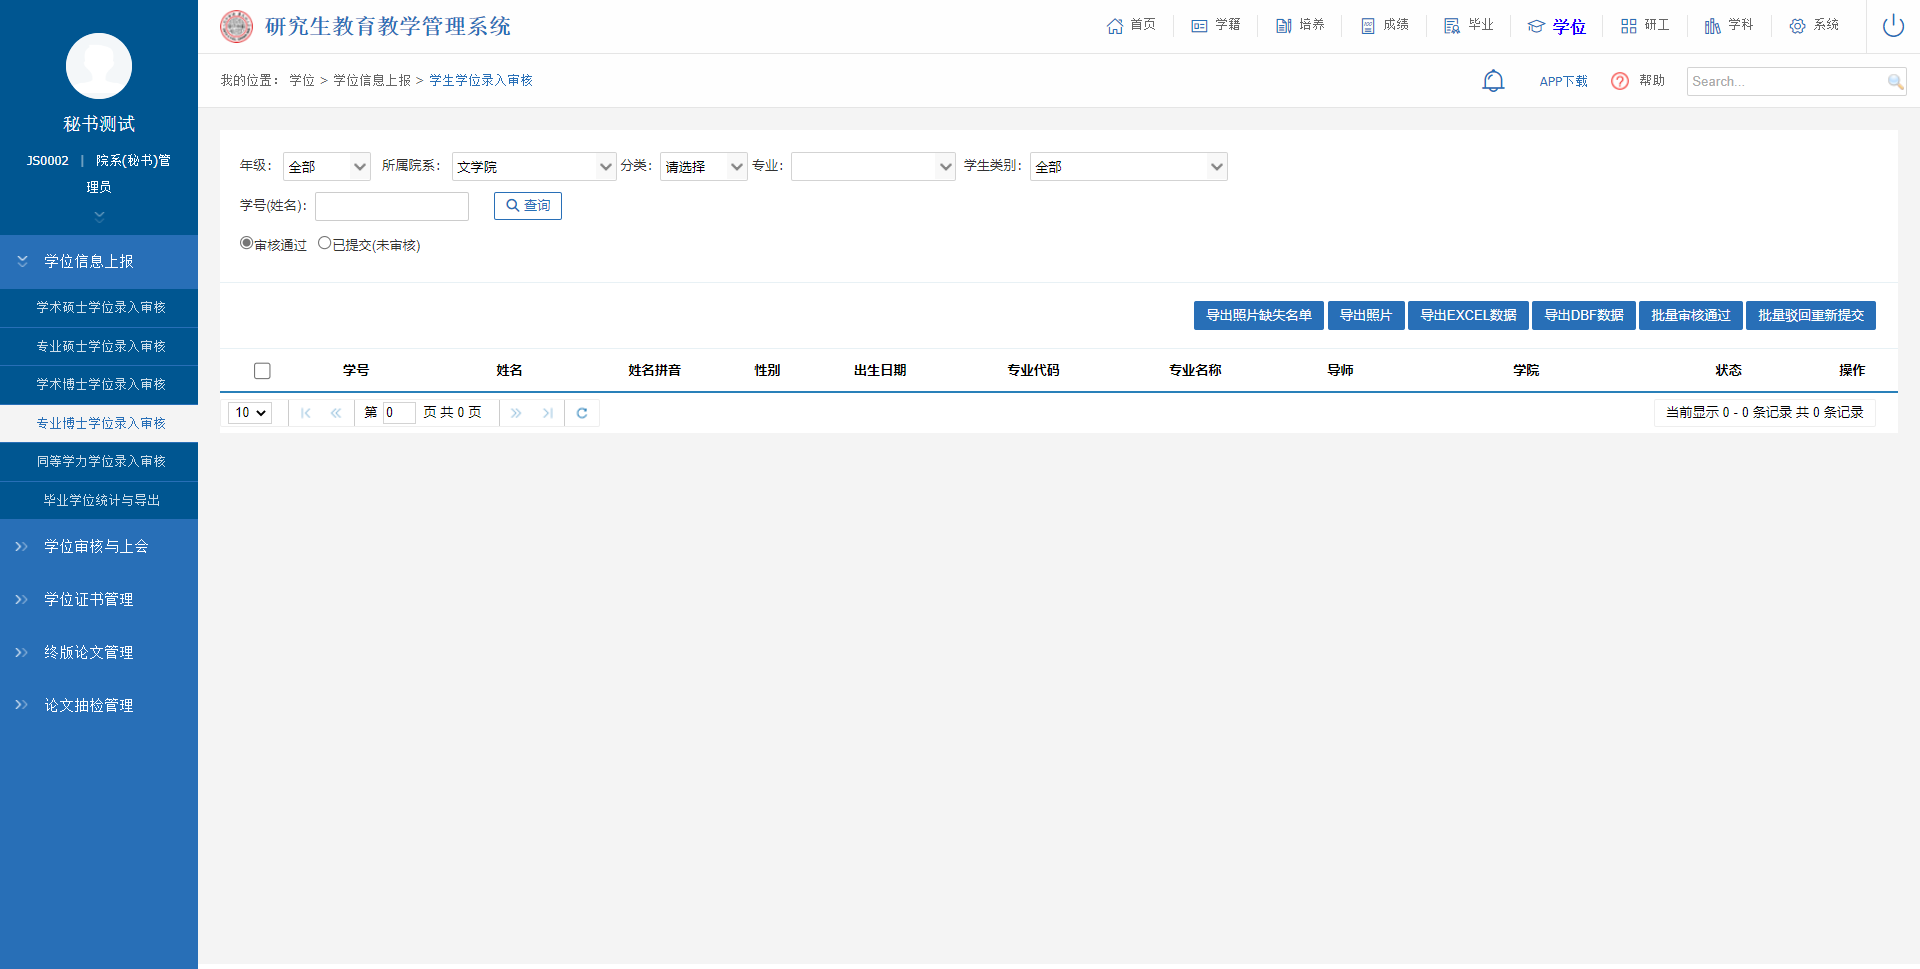 研究生教育教学管理系统
首页 学籍 培养 成绩 毕业 学位 研工 学科 系统
我的位置： 学位 > 学位信息上报 > 学生学位录入审核
APP下载 帮助 Search...
秘书测试
JS0002 | 院系(秘书)管
理员
学位信息上报
学术硕士学位录入审核
专业硕士学位录入审核
学术博士学位录入审核
专业博士学位录入审核
同等学力学位录入审核
毕业学位统计与导出
学位审核与上会
学位证书管理
终版论文管理
论文抽检管理
年级： 全部 所属院系： 文学院 分类： 请选择 专业： 学生类别： 全部
学号(姓名)： 查询
审核通过 已提交(未审核)
导出照片缺失名单 导出照片 导出EXCEL数据 导出DBF数据 批量审核通过 批量驳回重新提交
学号 姓名 姓名拼音 性别 出生日期 专业代码 专业名称 导师 学院 状态 操作
10 第 0 页 共 0 页 当前显示 0 - 0 条记录 共 0 条记录